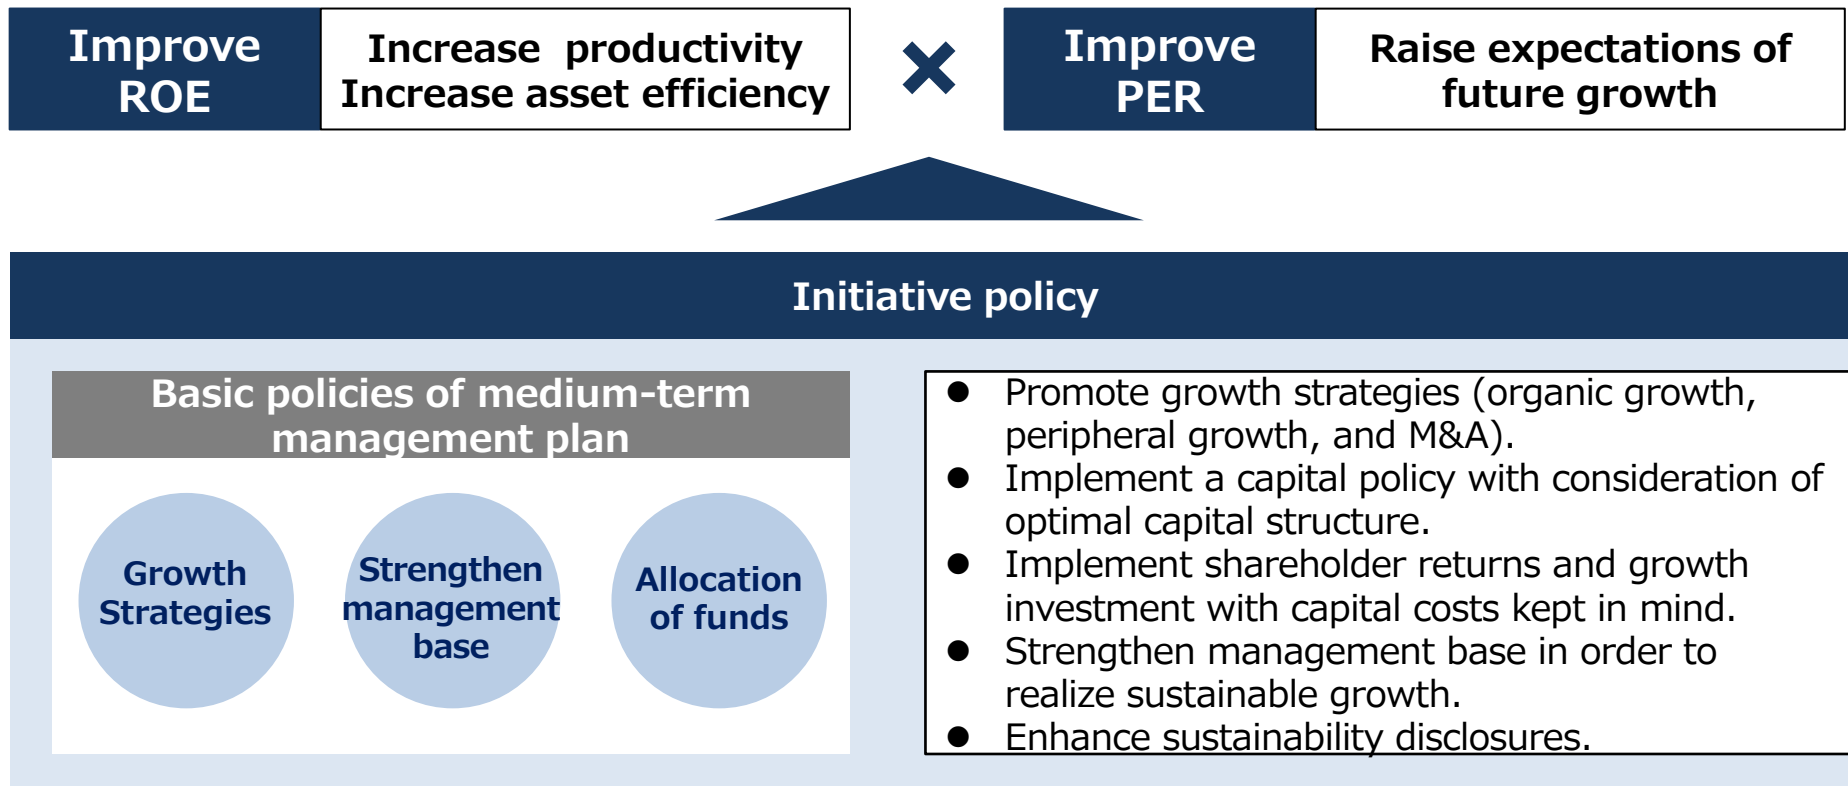 Improve
ROE
Increase productivity
Increase asset efficiency
×
Improve
PER
Raise expectations of
future growth
Initiative policy
Basic policies of medium-term
management plan
Growth
Strategies
Strengthen
management
base
Allocation
of funds
● Promote growth strategies (organic growth,
peripheral growth, and M&A).
● Implement a capital policy with consideration of
optimal capital structure.
● Implement shareholder returns and growth
investment with capital costs kept in mind.
● Strengthen management base in order to
realize sustainable growth.
● Enhance sustainability disclosures.